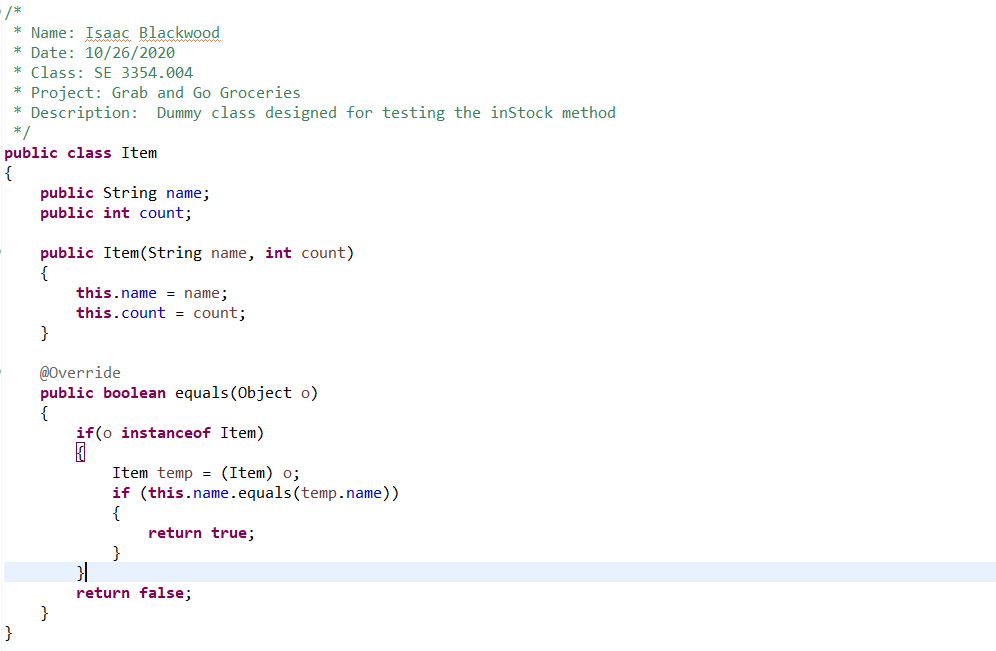 /*
 * Name: Isaac Blackwood
 * Date: 10/26/2020
 * Class: SE 3354.004
 * Project: Grab and Go Groceries
 * Description:  Dummy class designed for testing the inStock method
 */
public class Item
{
    public String name;
    public int count;

    public Item(String name, int count)
    {
        this.name = name;
        this.count = count;
    }

    @Override
    public boolean equals(Object o)
    {
        if(o instanceof Item)
        {
            Item temp = (Item) o;
            if (this.name.equals(temp.name))
            {
                return true;
            }
        }
        return false;
    }
}